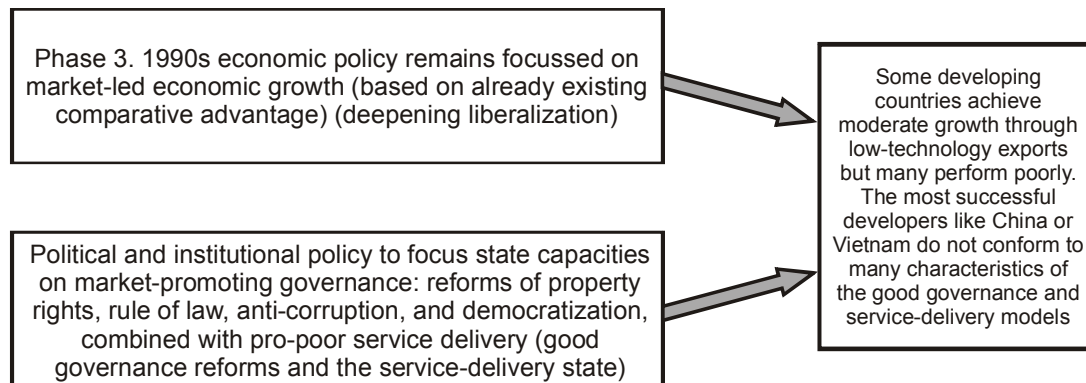 Phase 3. 1990s economic policy remains focussed on
market-led economic growth (based on already existing
comparative advantage) (deepening liberalization)
Political and institutional policy to focus state capacities
on market-promoting governance: reforms of property
rights, rule of law, anti-corruption, and democratization,
combined with pro-poor service delivery (good
governance reforms and the service-delivery state)
Some developing
countries achieve
moderate growth through
low-technology exports
but many perform poorly.
The most successful
developers like China or
Vietnam do not conform to
many characteristics of
the good governance and
service-delivery models